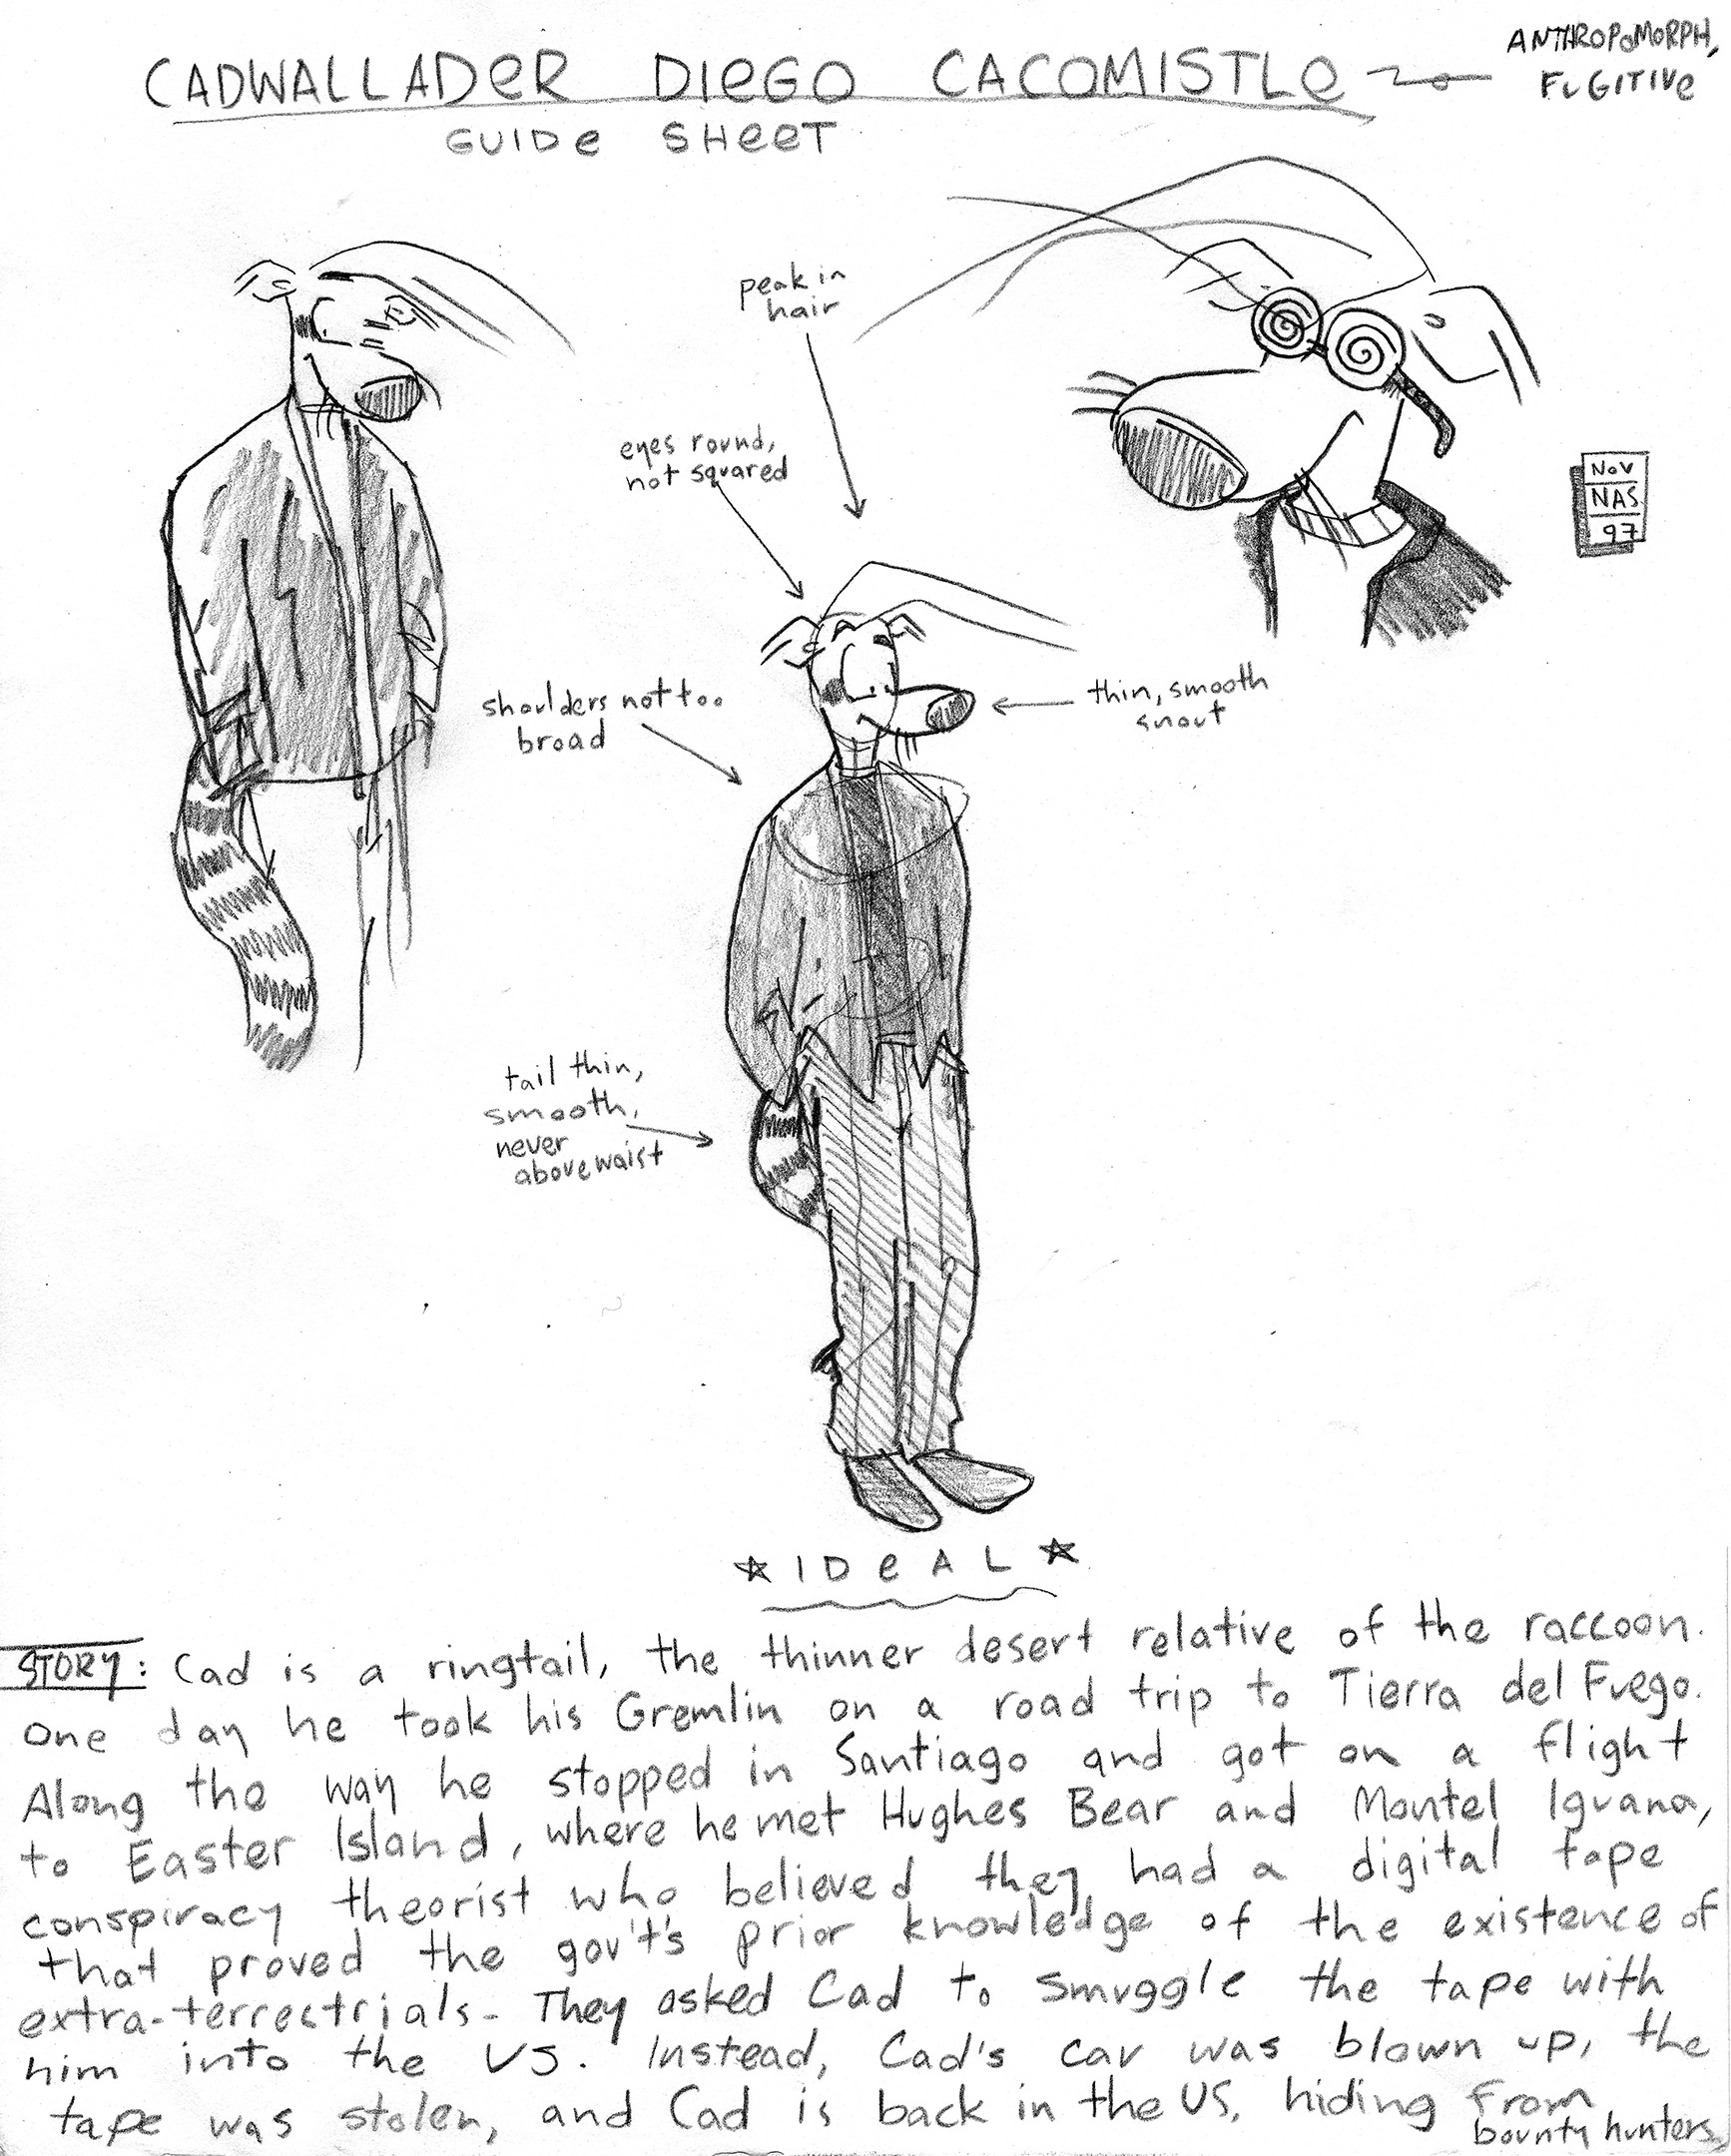 CADWALLADER DIEGO CACOMISTLE
ANTHROPOMORPH,
FUGITIVE
GUIDE SHEET
peak in
hair
eyes round,
not squared
NOV
NAS
97
shoulders not too
broad
thin, smooth
snout
tail thin,
smooth,
never
above waist
IDEAL
STORY: Cad is a ringtail, the thinner desert relative of the raccoon.
One day he took his Gremlin on a road trip to Tierra del Fuego.
Along the way he stopped in Santiago and got on a flight
to Easter Island, where he met Hughes Bear and Montel Iguana,
conspiracy theorist who believed they had a digital tape
that proved the gov't's prior knowledge of the existence of
extra-terrestrials. They asked Cad to smuggle the tape with
him into the US. Instead, Cad's car was blown up, the
tape was stolen, and Cad is back in the US, hiding from
bounty hunters.